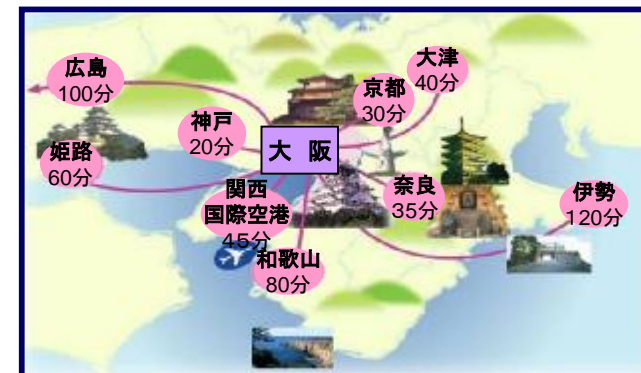 広島
100分
大津
40分
京都
30分
神戸
20分
大 阪
姫路
60分
奈良
35分
関西
国際空港
45分
伊勢
120分
和歌山
80分